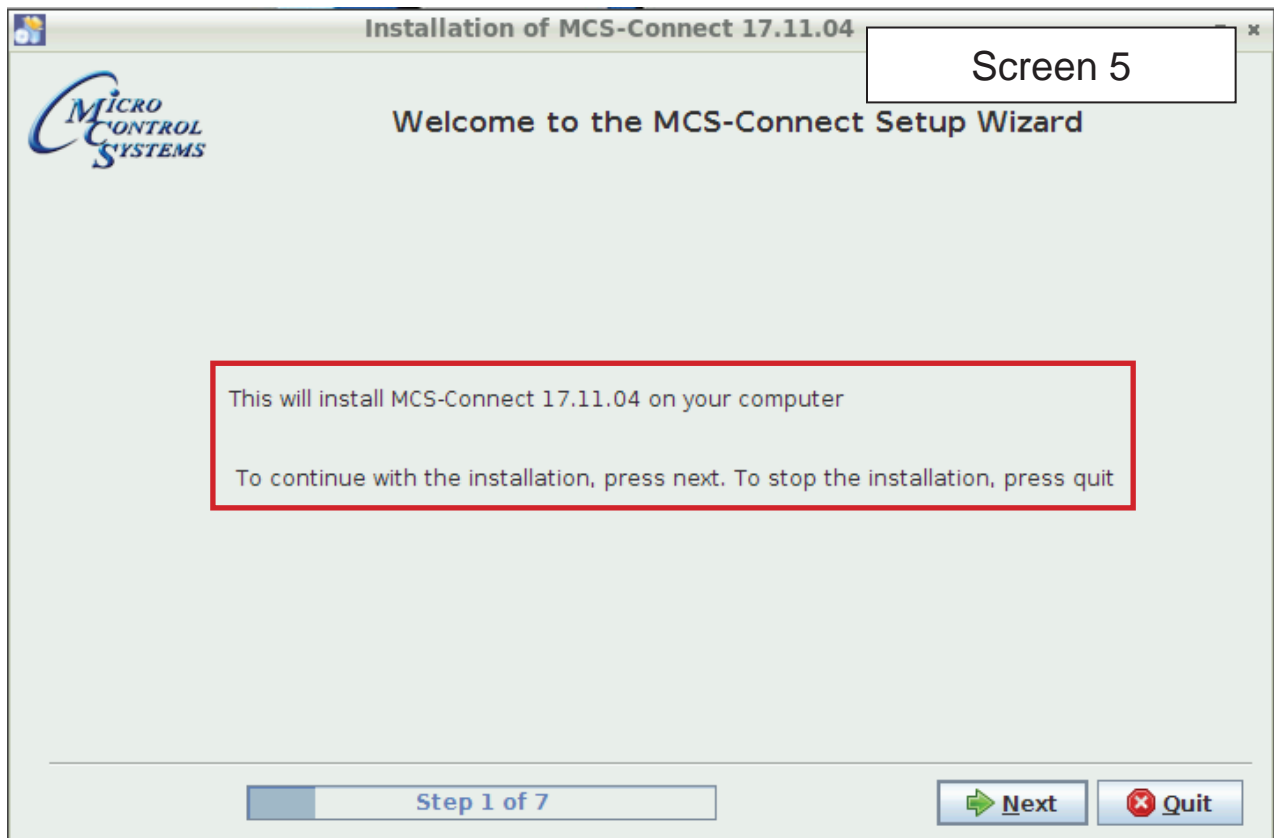 Installation of MCS-Connect 17.11.04
Screen 5
MICRO
CONTROL
SYSTEMS
Welcome to the MCS-Connect Setup Wizard
This will install MCS-Connect 17.11.04 on your computer
To continue with the installation, press next. To stop the installation, press quit
Step 1 of 7
Next
Quit